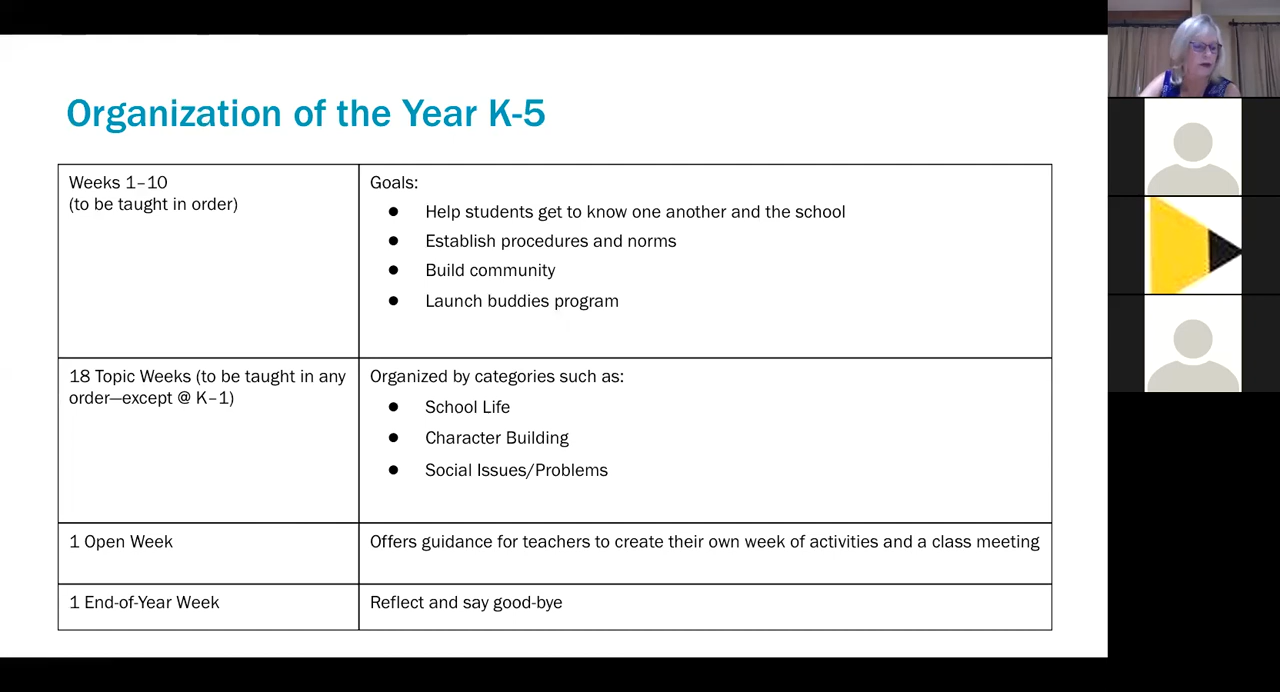 Organization of the Year K-5
Weeks 1–10
(to be taught in order)
Goals:
● Help students get to know one another and the school
● Establish procedures and norms
● Build community
● Launch buddies program
18 Topic Weeks (to be taught in any
order—except @ K–1)
Organized by categories such as:
● School Life
● Character Building
● Social Issues/Problems
1 Open Week
Offers guidance for teachers to create their own week of activities and a class meeting
1 End-of-Year Week
Reflect and say good-bye